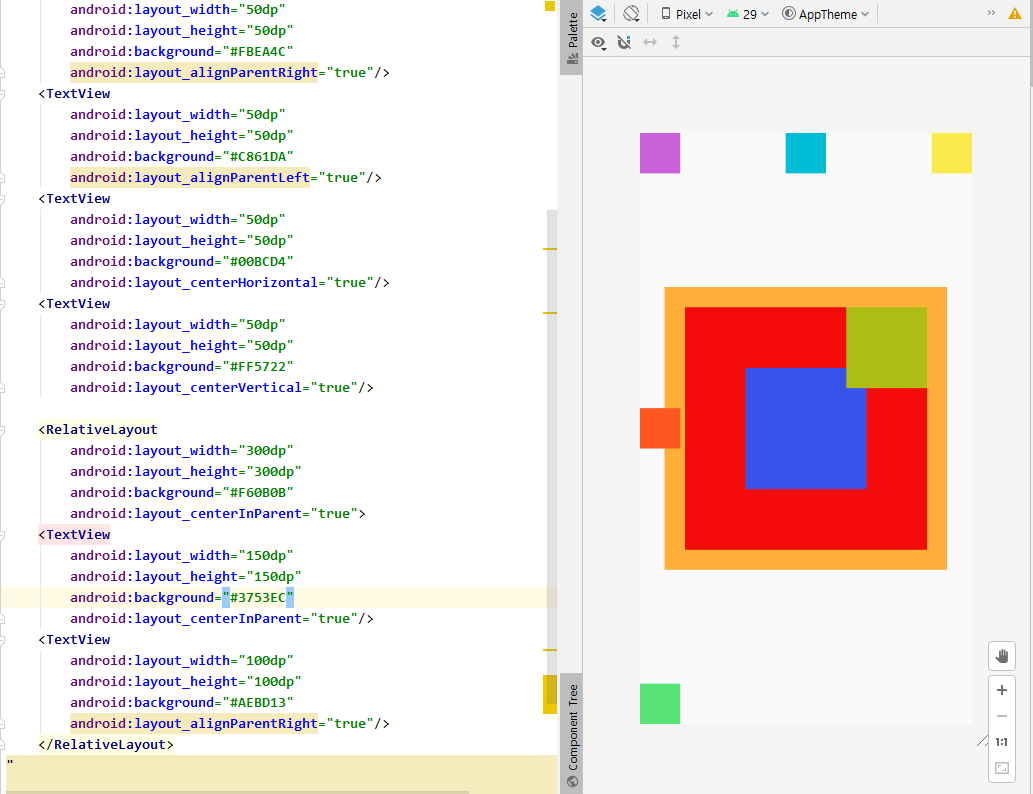 android:layout_width="50dp"
android:layout_height="50dp"
android:background="#FBEA4C"
android:layout_alignParentRight="true"/>
<TextView
android:layout_width="50dp"
android:layout_height="50dp"
android:background="#C861DA"
android:layout_alignParentLeft="true"/>
<TextView
android:layout_width="50dp"
android:layout_height="50dp"
android:background="#00BCD4"
android:layout_centerHorizontal="true"/>
<TextView
android:layout_width="50dp"
android:layout_height="50dp"
android:background="#FF5722"
android:layout_centerVertical="true"/>
<RelativeLayout
android:layout_width="300dp"
android:layout_height="300dp"
android:background="#F60B0B"
android:layout_centerInParent="true">
<TextView
android:layout_width="150dp"
android:layout_height="150dp"
android:background="#3753EC"
android:layout_centerInParent="true"/>
<TextView
android:layout_width="100dp"
android:layout_height="100dp"
android:background="#AEBD13"
android:layout_alignParentRight="true"/>
</RelativeLayout>
"
Palette
Component Tree
Pixel 29 AppTheme »
+
−
1:1